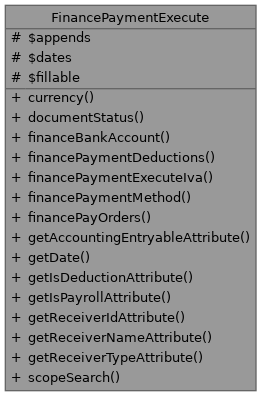 FinancePaymentExecute
# $appends
# $dates
# $fillable
+ currency()
+ documentStatus()
+ financeBankAccount()
+ financePaymentDeductions()
+ financePaymentExecuteIva()
+ financePaymentMethod()
+ financePayOrders()
+ getAccountingEntryableAttribute()
+ getDate()
+ getIsDeductionAttribute()
+ getIsPayrollAttribute()
+ getReceiverIdAttribute()
+ getReceiverNameAttribute()
+ getReceiverTypeAttribute()
+ scopeSearch()